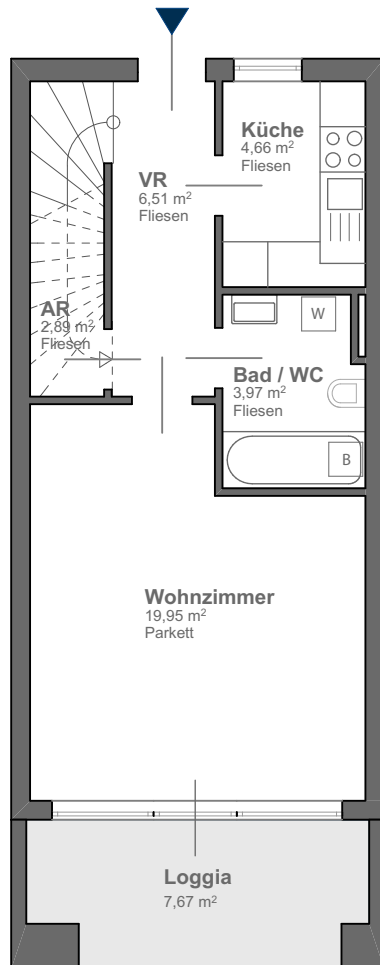 Küche
4,66 m²
Fliesen
VR
6,51 m²
Fliesen
AR
2,89 m²
Fliesen
W
Bad / WC
3,97 m²
Fliesen
B
Wohnzimmer
19,95 m²
Parkett
Loggia
7,67 m²